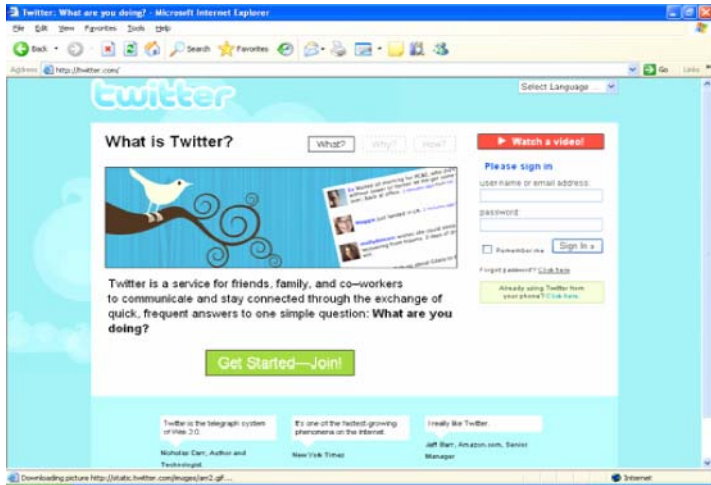 Twitter: What are you doing? - Microsoft Internet Explorer
File Edit View Favorites Tools Help
Back Search Favorites
Address http://twitter.com/ Go Links
twitter
Select Language ...
What is Twitter? What? Why? How?
Watch a video!
Please sign in
user name or email address:
password:
Remember me Sign In »
Forgot password? Click here
Already using Twitter from
your phone? Click here
Twitter is a service for friends, family, and co–workers
to communicate and stay connected through the exchange of
quick, frequent answers to one simple question: What are you
doing?
Get Started—Join!
Twitter is the telegraph system
of Web 2.0.
Nicholas Carr, Author and
Technologist
It's one of the fastest-growing
phenomena on the Internet.
New York Times
I really like Twitter.
Jeff Barr, Amazon.com, Senior
Manager
Downloading picture http://static.twitter.com/images/arr2.gif... Internet